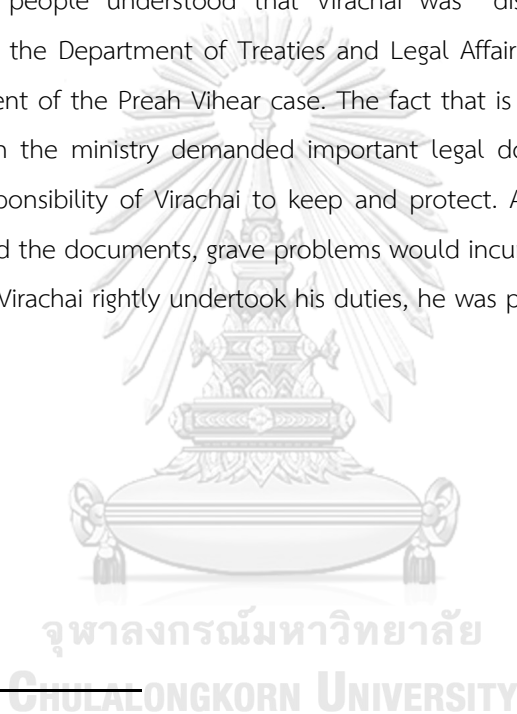 people understood that Virachai was
the Department of Treaties and Legal Affair
ent of the Preah Vihear case. The fact that is
the ministry demanded important legal do
ponsibility of Virachai to keep and protect. A
d the documents, grave problems would incu
Virachai rightly undertook his duties, he was p
จุฬาลงกรณ์มหาวิทยาลัย
CHULALONGKORN UNIVERSITY